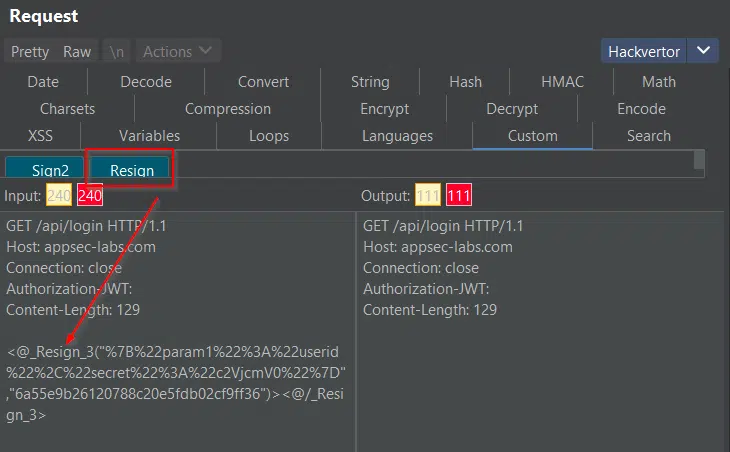 Request
Pretty Raw \n Actions Hackvertor
Date Decode Convert String Hash HMAC Math
Charsets Compression Encrypt Decrypt Encode
XSS Variables Loops Languages Custom Search
Sign2 Resign
Input: 240 240 Output: 111 111
GET /api/login HTTP/1.1
Host: appsec-labs.com
Connection: close
Authorization-JWT:
Content-Length: 129
<@_Resign_3("%7B%22param1%22%3A%22userid
%22%2C%22secret%22%3A%22c2VjcmV0%22%7D"
,"6a55e9b26120788c20e5fdb02cf9ff36")><@/_Resi
gn_3>
GET /api/login HTTP/1.1
Host: appsec-labs.com
Connection: close
Authorization-JWT:
Content-Length: 129